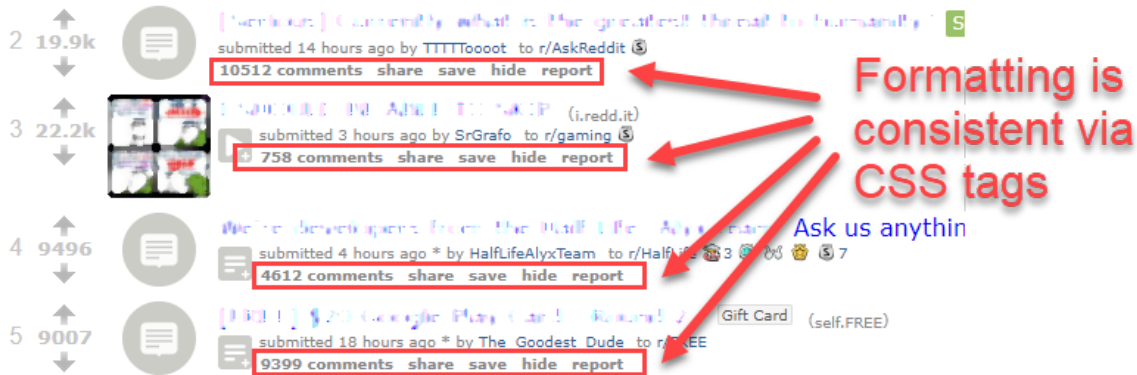 2 19.9k
S
submitted 14 hours ago by TTTTToooot to r/AskReddit S
10512 comments share save hide report
3 22.2k
(i.redd.it)
submitted 3 hours ago by SrGrafo to r/gaming S
758 comments share save hide report
Formatting is
consistent via
CSS tags
4 9496
Ask us anythin
submitted 4 hours ago * by HalfLifeAlyxTeam to r/HalfLife 3 S 7
4612 comments share save hide report
5 9007
Gift Card (self.FREE)
submitted 18 hours ago * by The_Goodest_Dude to r/FREE
9399 comments share save hide report